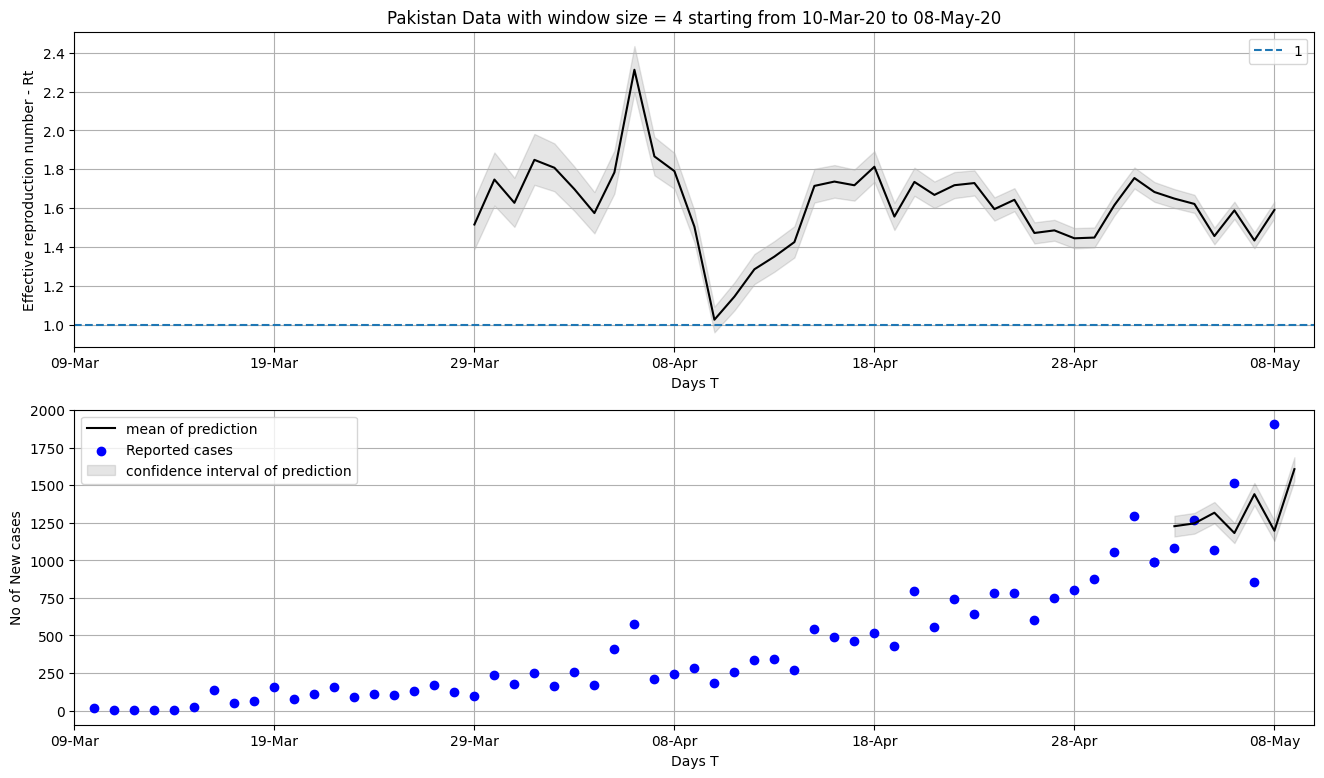 Pakistan Data with window size = 4 starting from 10-Mar-20 to 08-May-20
Effective reproduction number - Rt
2.4
2.2
2.0
1.8
1.6
1.4
1.2
1.0
1
09-Mar 19-Mar 29-Mar 08-Apr 18-Apr 28-Apr 08-May
Days T
No of New cases
2000
1750
1500
1250
1000
750
500
250
0
mean of prediction
Reported cases
confidence interval of prediction
09-Mar 19-Mar 29-Mar 08-Apr 18-Apr 28-Apr 08-May
Days T